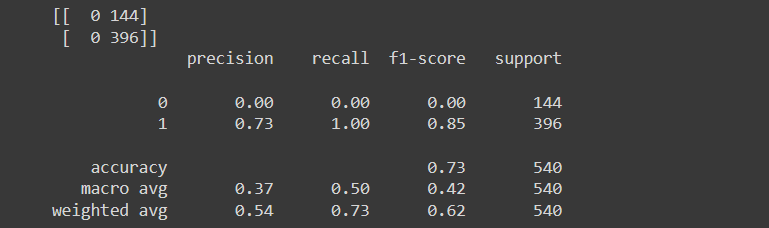 [[  0 144]
 [  0 396]]
              precision    recall  f1-score   support

           0       0.00      0.00      0.00       144
           1       0.73      1.00      0.85       396

    accuracy                           0.73       540
   macro avg       0.37      0.50      0.42       540
weighted avg       0.54      0.73      0.62       540